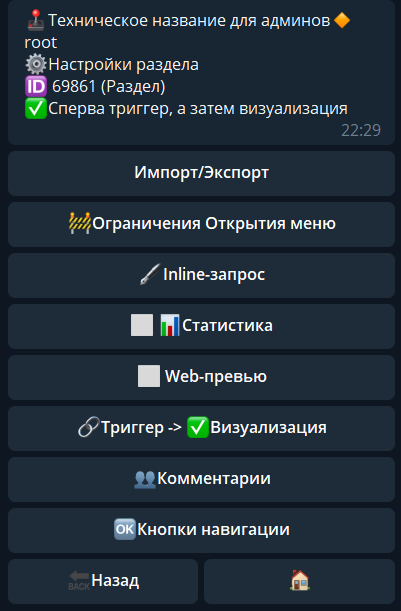 🕹Техническое название для админов🔸
root
⚙️Настройки раздела
🆔 69861 (Раздел)
✅Сперва триггер, а затем визуализация
22:29
Импорт/Экспорт
🚧Ограничения Открытия меню
🖌Inline-запрос
⬜ 📊Статистика
⬜ Web-превью
🔗Триггер -> ✅Визуализация
👥Комментарии
🆗Кнопки навигации
🔙Назад
🏠